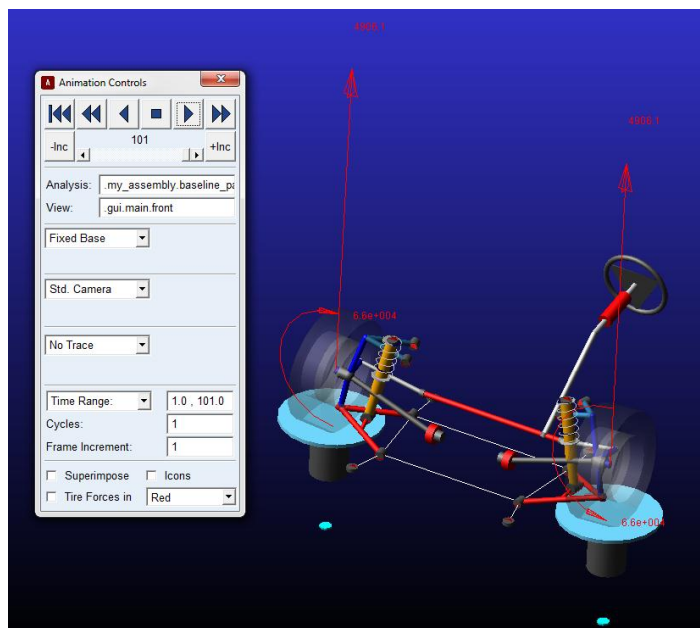 4906.1
4906.1
Animation Controls
101
-Inc
+Inc
Analysis: .my_assembly.baseline_pa
View: .gui.main.front
Fixed Base
Std. Camera
No Trace
Time Range: 1.0 , 101.0
Cycles: 1
Frame Increment: 1
Superimpose Icons
Tire Forces in Red
6.6e+004
6.6e+004